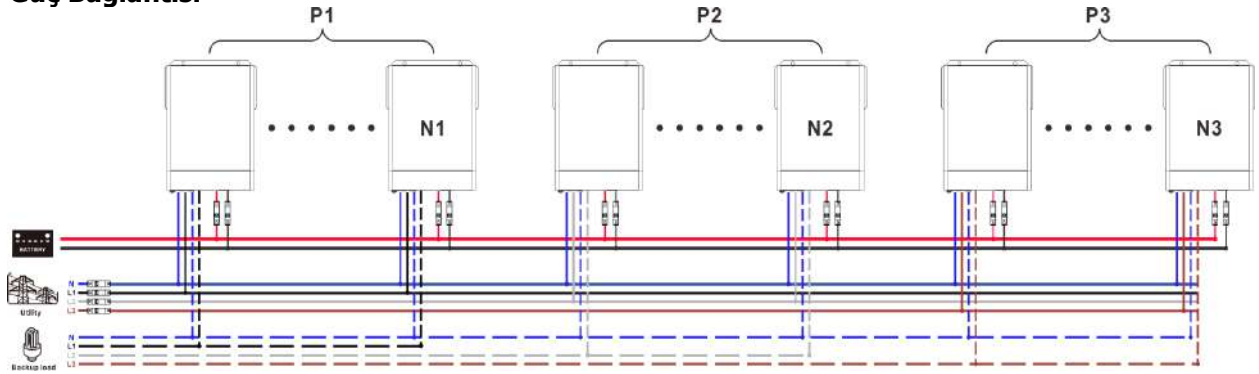 Güç Bağlantısı
P1
P2
P3
N1
N2
N3
BATTERY
N
L1
L2
L3
Utility
N
L1
L2
L3
Backup load